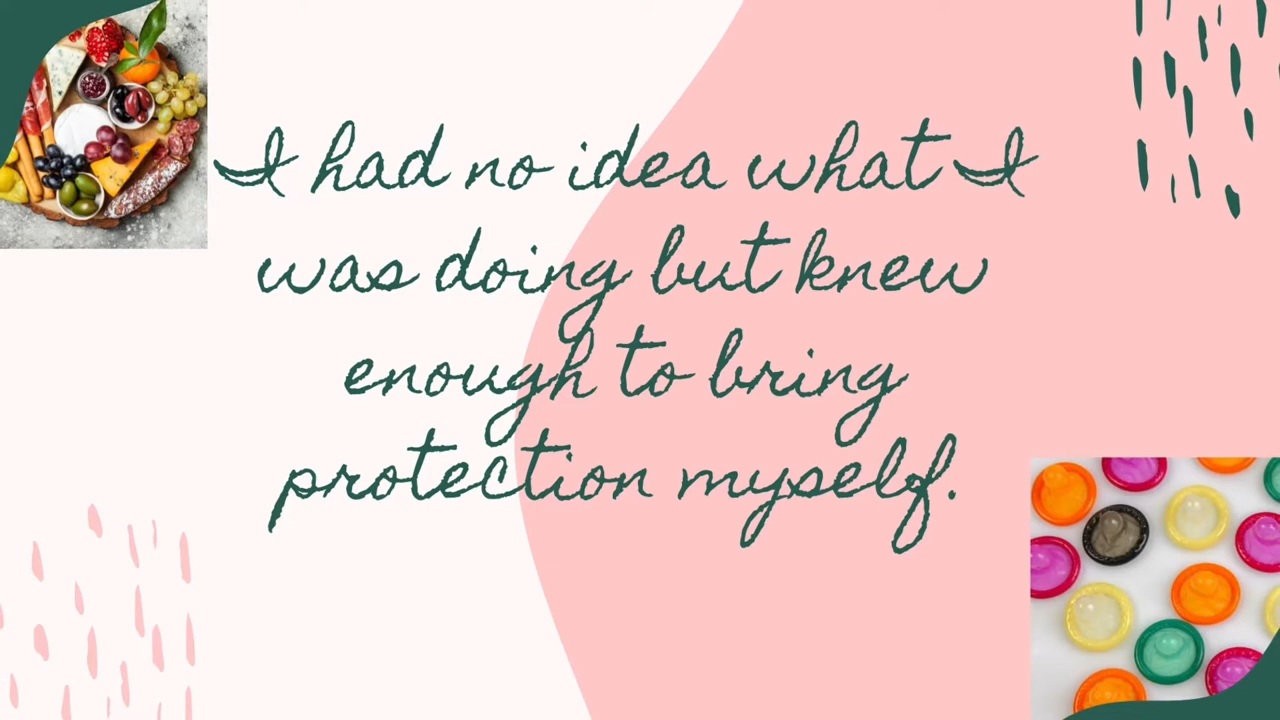 I had no idea what I
was doing but knew
enough to bring
protection myself.